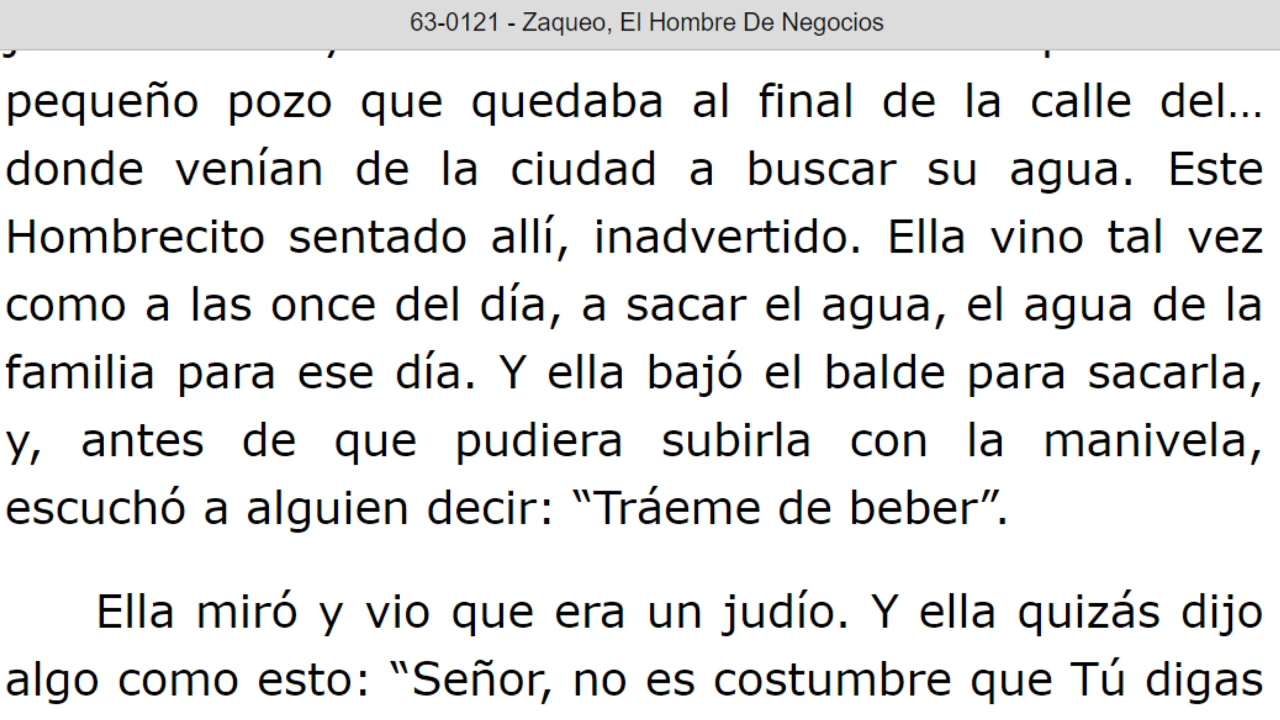 63-0121 - Zaqueo, El Hombre De Negocios
pequeño pozo que quedaba al final de la calle del...
donde venían de la ciudad a buscar su agua. Este
Hombrecito sentado allí, inadvertido. Ella vino tal vez
como a las once del día, a sacar el agua, el agua de la
familia para ese día. Y ella bajó el balde para sacarla,
y, antes de que pudiera subirla con la manivela,
escuchó a alguien decir: “Tráeme de beber”.
Ella miró y vio que era un judío. Y ella quizás dijo
algo como esto: “Señor, no es costumbre que Tú digas